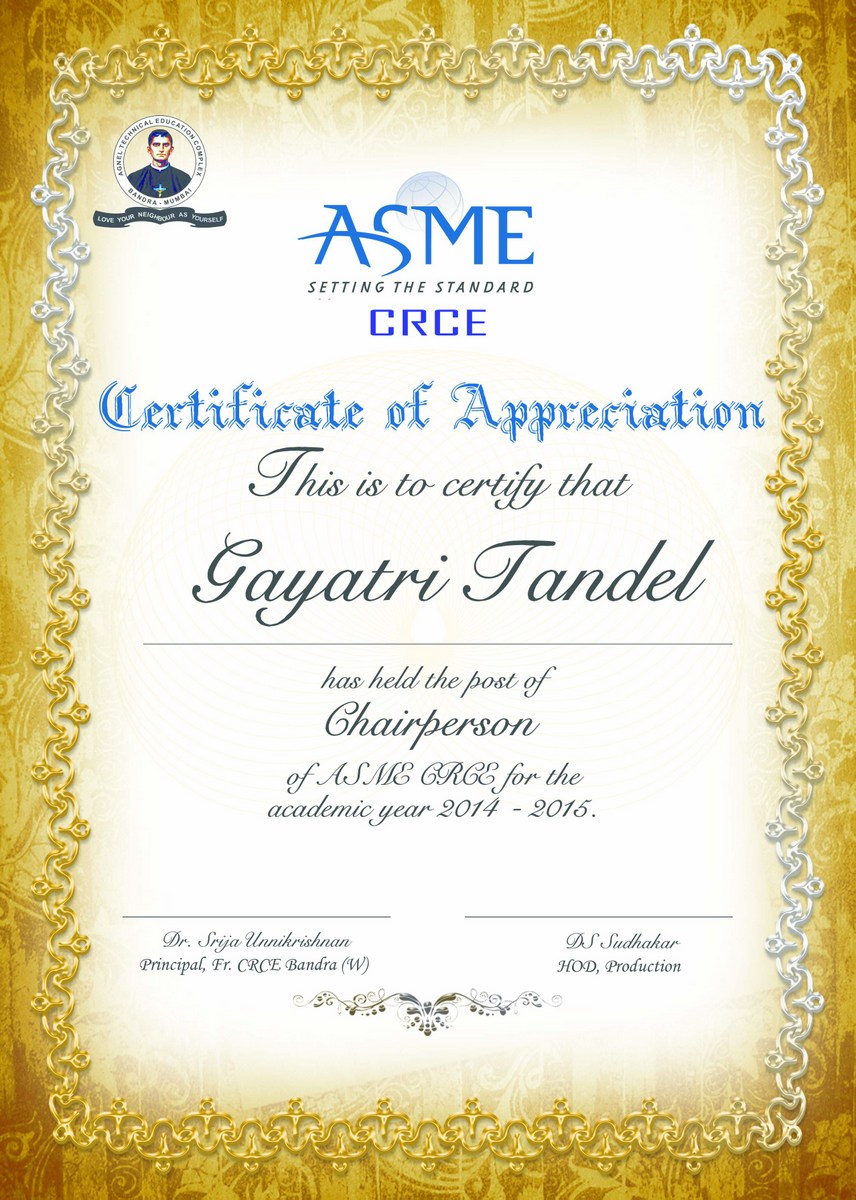 AGNEL TECHNICAL EDUCATION COMPLEX
BANDRA - MUMBAI
LOVE YOUR NEIGHBOUR AS YOURSELF
ASME
SETTING THE STANDARD
CRCE
Certificate of Appreciation
This is to certify that
Gayatri Tandel
has held the post of
Chairperson
of ASME CRCE for the
academic year 2014 - 2015.
Dr. Srija Unnikrishnan
Principal, Fr. CRCE Bandra (W)
DS Sudhakar
HOD, Production